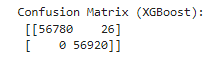 Confusion Matrix (XGBoost):
[[56780    26]
[    0 56920]]